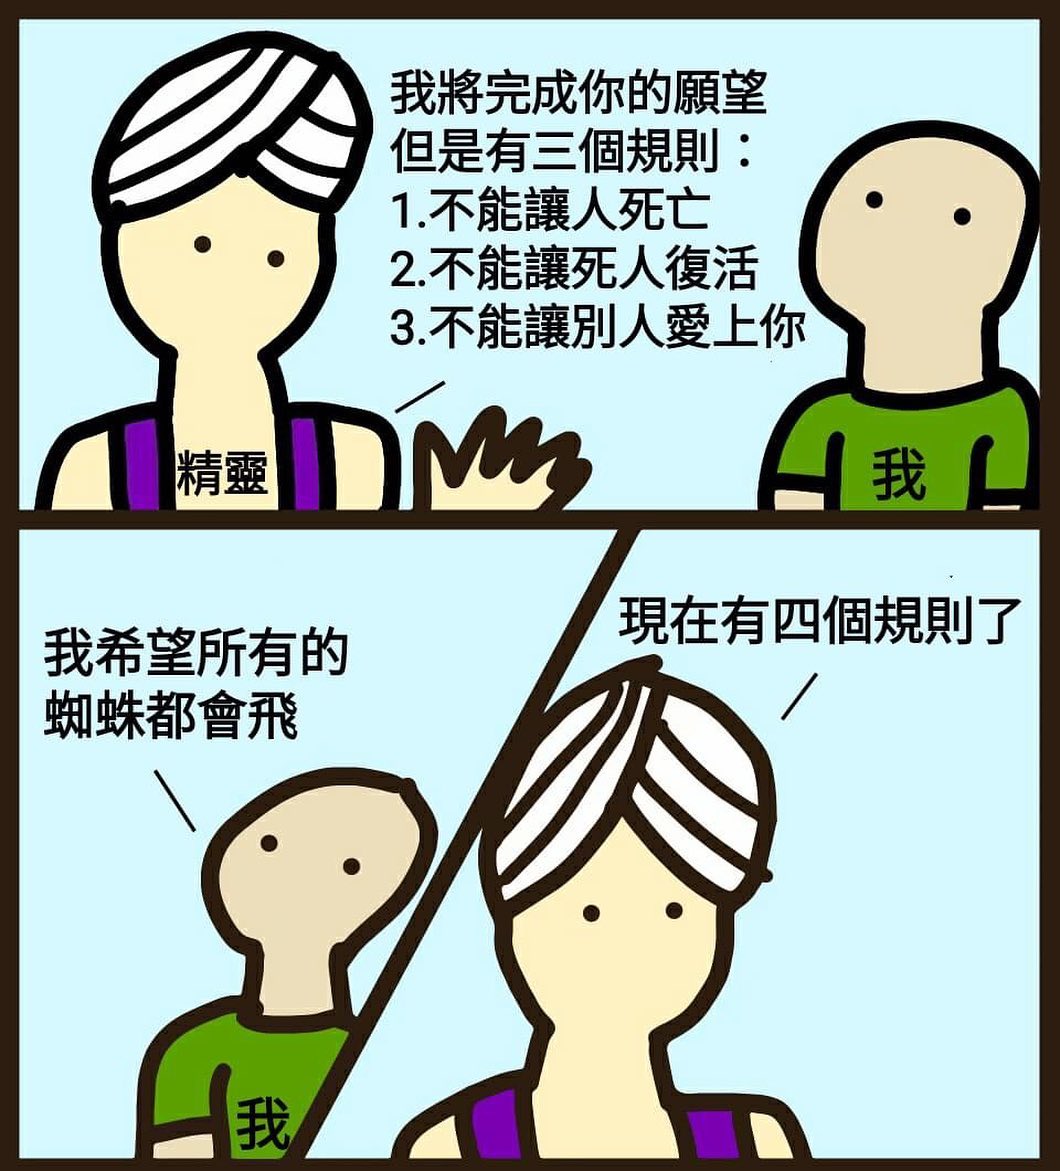 我將完成你的願望
但是有三個規則：
1.不能讓人死亡
2.不能讓死人復活
3.不能讓別人愛上你
精靈
我
我希望所有的
蜘蛛都會飛
我
現在有四個規則了